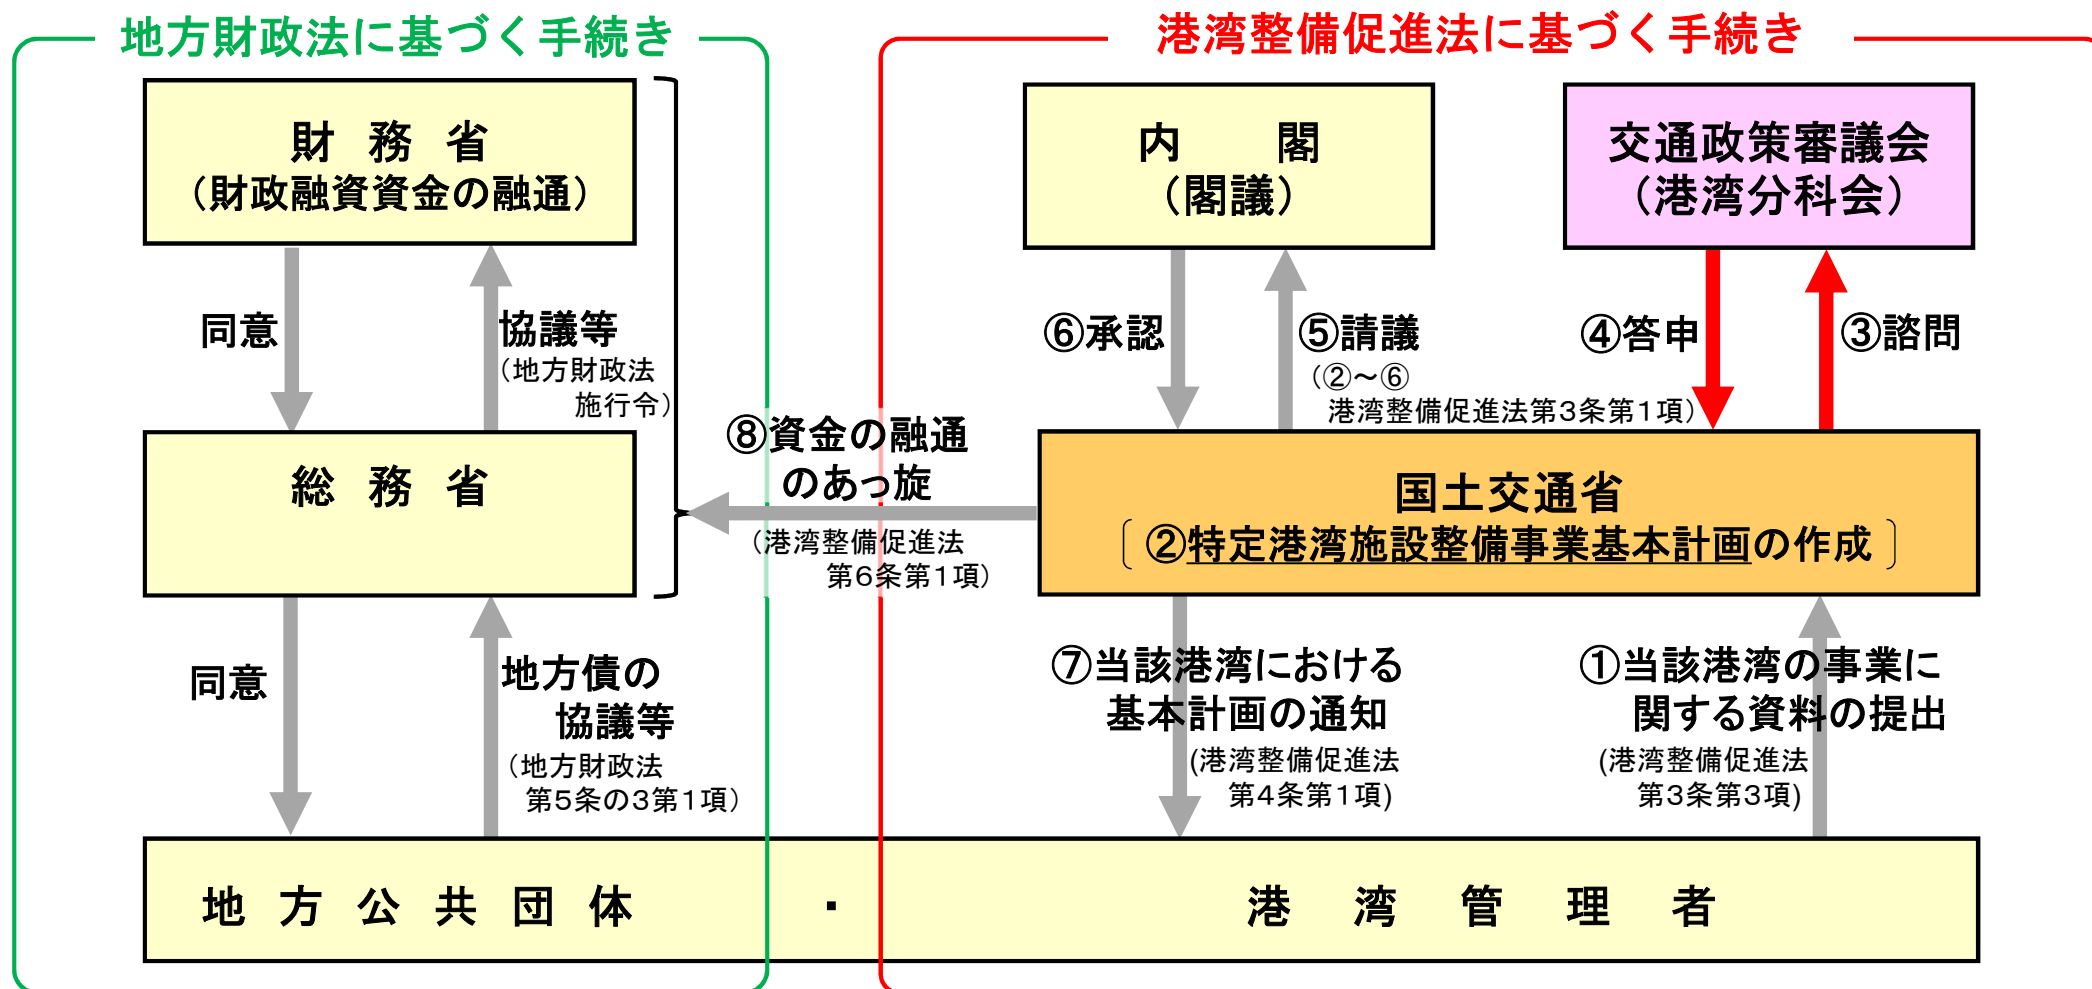 地方財政法に基づく手続き
港湾整備促進法に基づく手続き
財務省
（財政融資資金の融通）
内閣
（閣議）
交通政策審議会
（港湾分科会）
同意
協議等
（地方財政法
施行令）
⑥承認
⑤請議
（②～⑥
港湾整備促進法第3条第1項）
④答申
③諮問
総務省
⑧資金の融通
のあっ旋
（港湾整備促進法
第6条第1項）
国土交通省
〔②特定港湾施設整備事業基本計画の作成〕
同意
地方債の
協議等
（地方財政法
第5条の3第1項）
⑦当該港湾における
基本計画の通知
(港湾整備促進法
第4条第1項)
①当該港湾の事業に
関する資料の提出
(港湾整備促進法
第3条第3項)
地方公共団体・港湾管理者